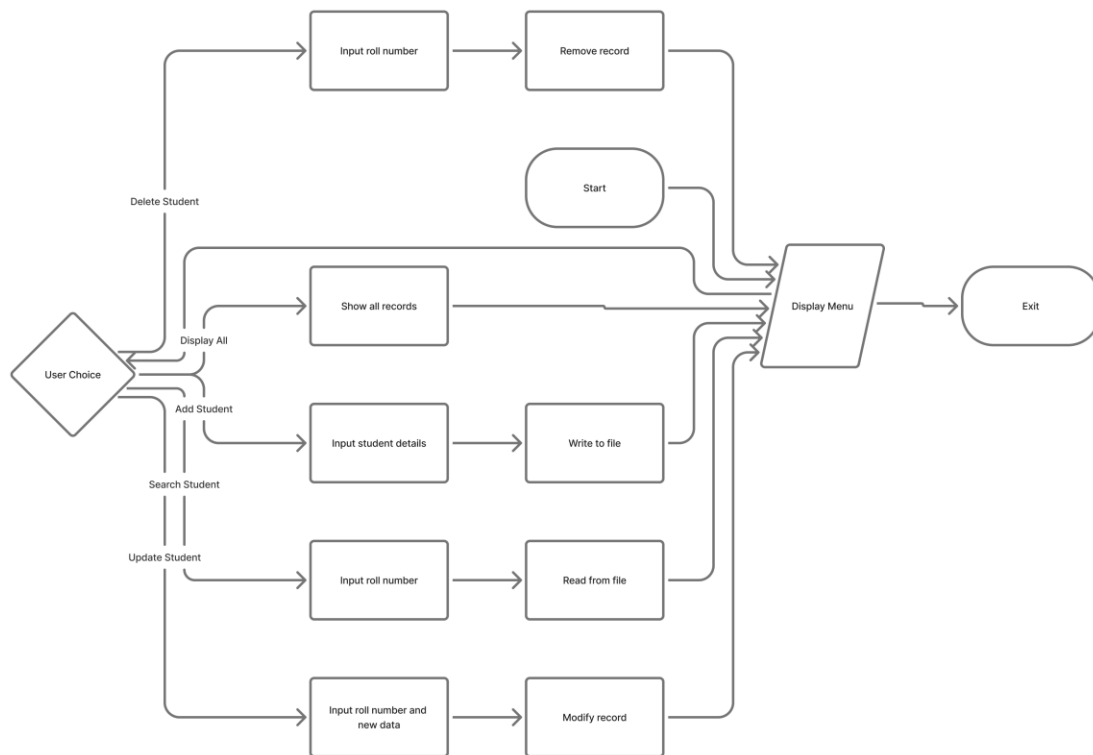 Input roll number
Remove record
Start
Delete Student
Show all records
Display Menu
Exit
Display All
User Choice
Add Student
Input student details
Write to file
Search Student
Update Student
Input roll number
Read from file
Input roll number and
new data
Modify record